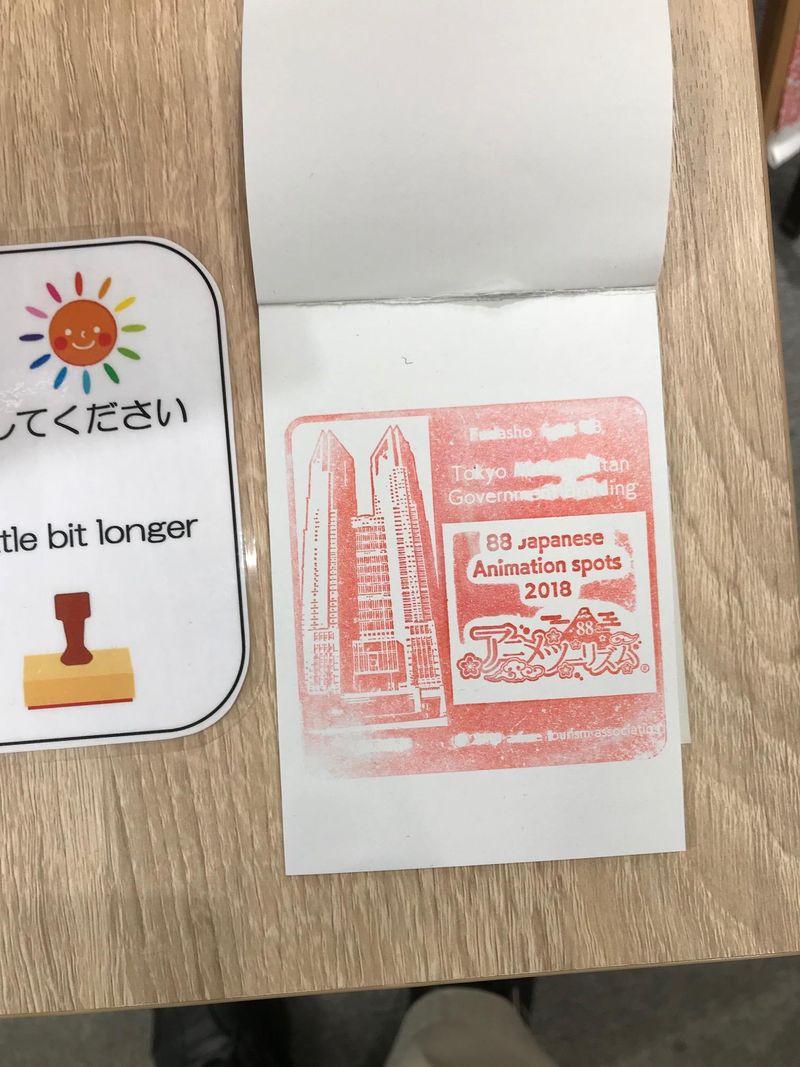 してください
tle bit longer
Tokyo
88 Japanese
Animation spots
2018
88
アニメツーリズム
tourism association